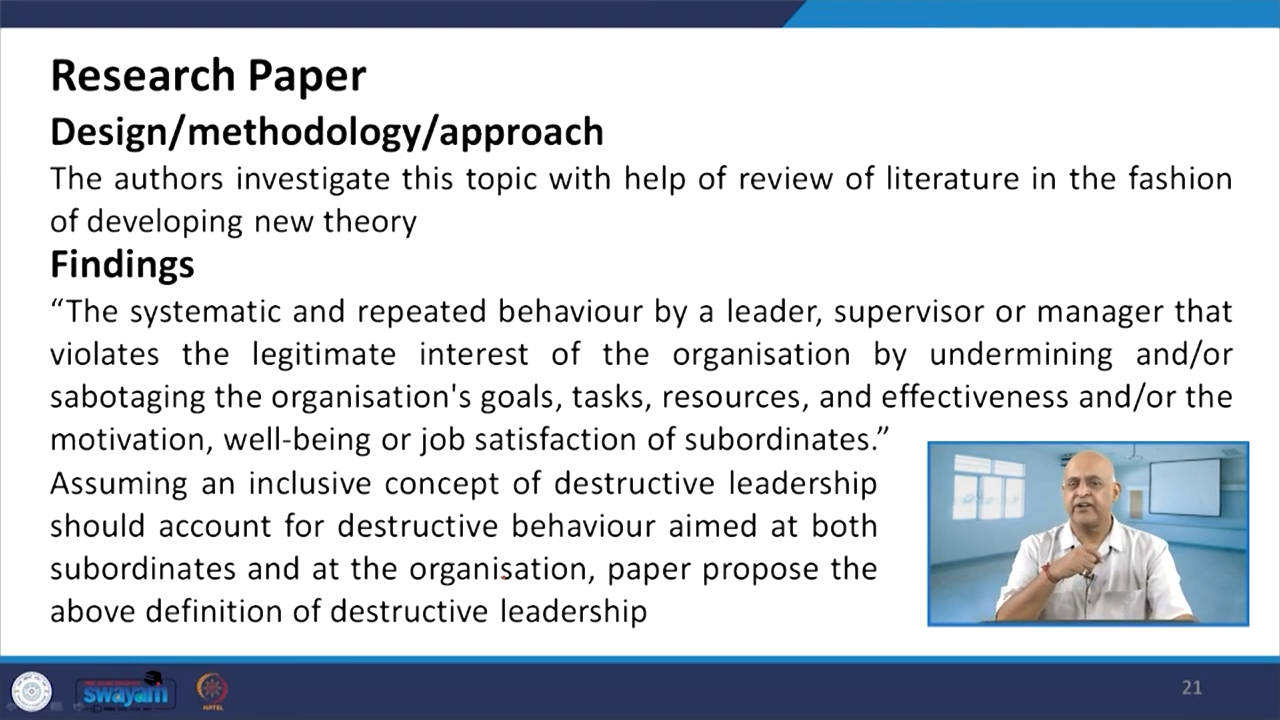 Research Paper
Design/methodology/approach
The authors investigate this topic with help of review of literature in the fashion
of developing new theory
Findings
“The systematic and repeated behaviour by a leader, supervisor or manager that
violates the legitimate interest of the organisation by undermining and/or
sabotaging the organisation's goals, tasks, resources, and effectiveness and/or the
motivation, well-being or job satisfaction of subordinates.”
Assuming an inclusive concept of destructive leadership
should account for destructive behaviour aimed at both
subordinates and at the organisation, paper propose the
above definition of destructive leadership
swayam
NPTEL
21